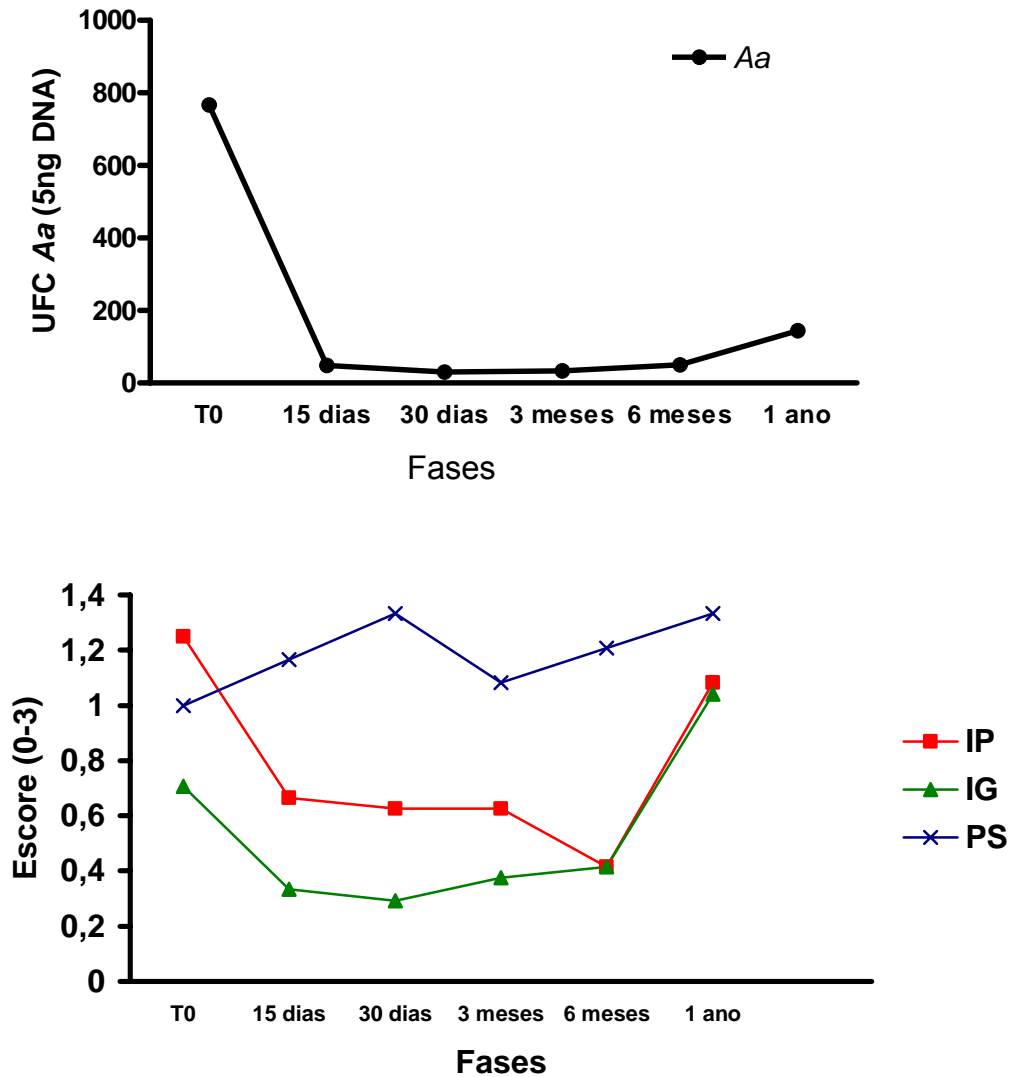 1000
Aa
800
600
400
200
0
UFC Aa (5ng DNA)
T0 15 dias 30 dias 3 meses 6 meses 1 ano
Fases
1,4
1,2
1
0,8
0,6
0,4
0,2
0
Escore (0-3)
IP
IG
PS
T0 15 dias 30 dias 3 meses 6 meses 1 ano
Fases